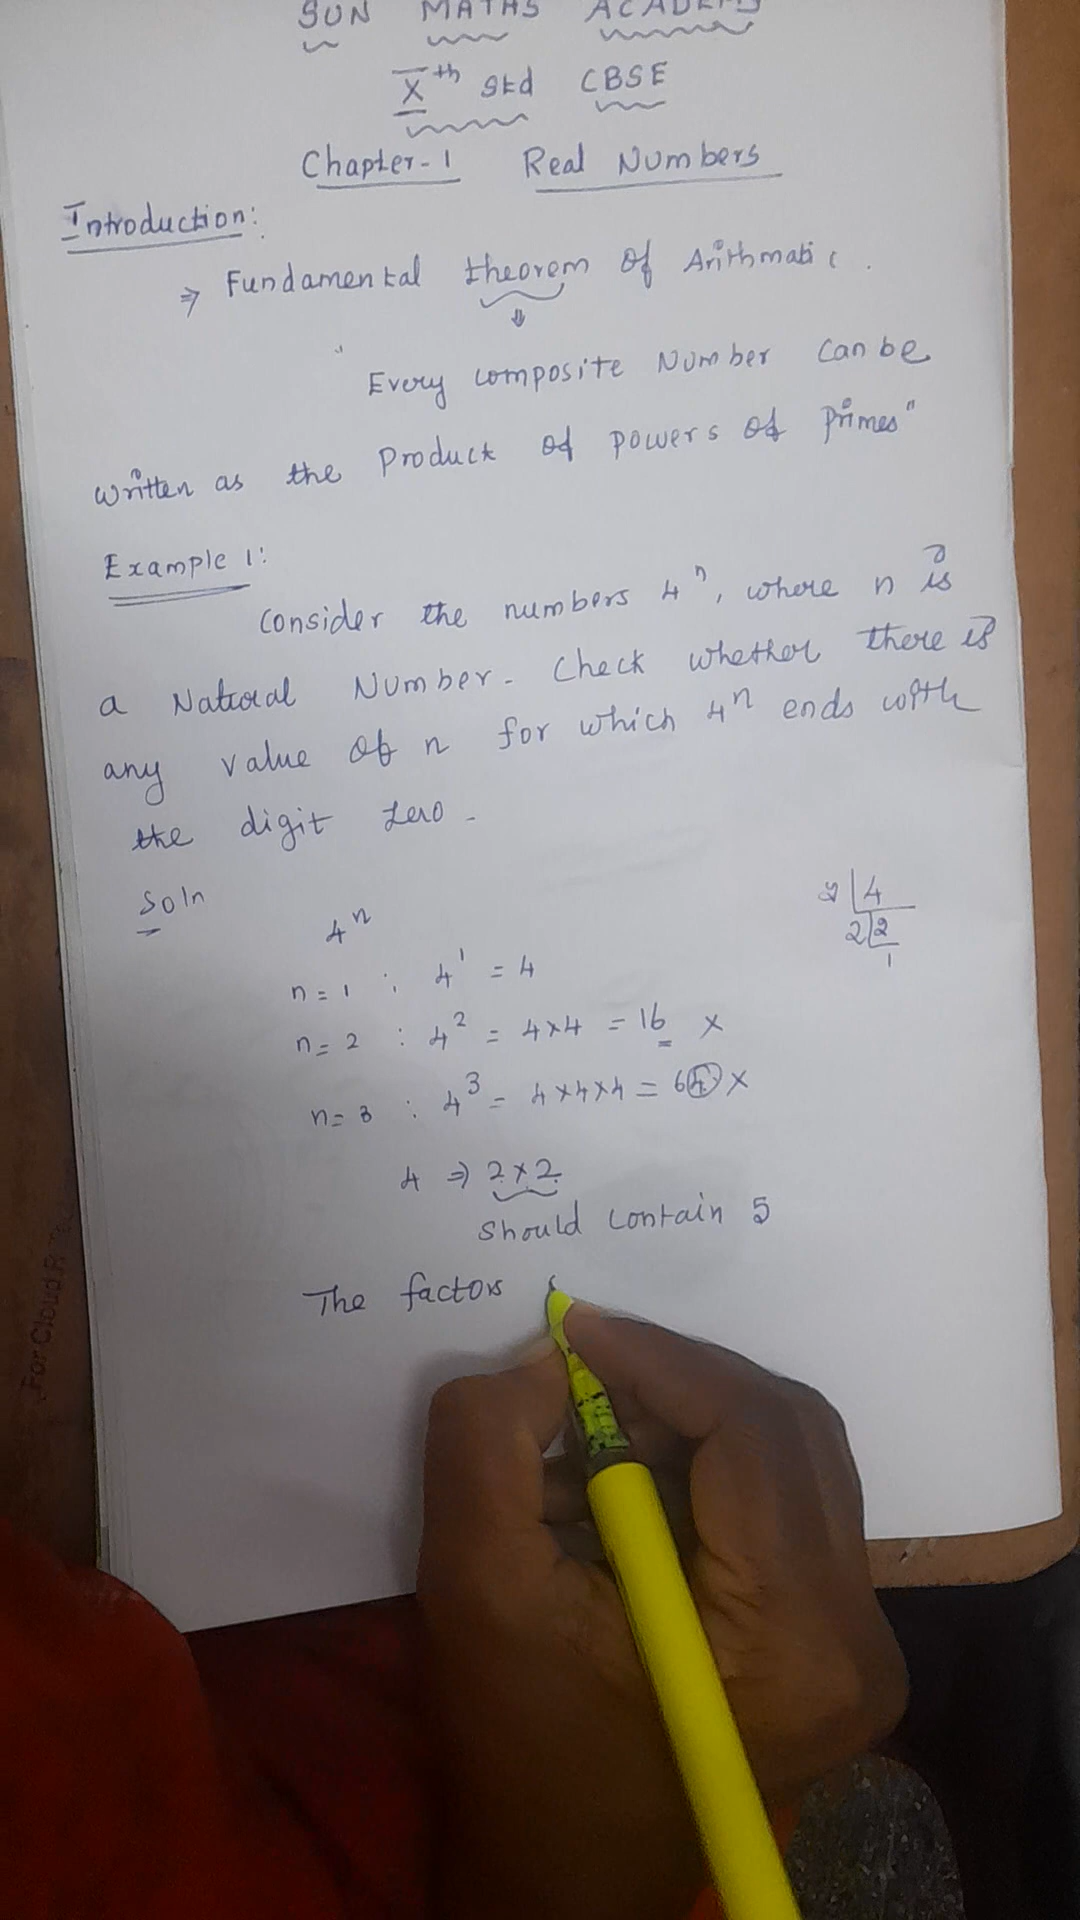 SUN MATHS ACADEMY
Xth std CBSE
Chapter-1 Real Numbers
Introduction:
⇒ Fundamental theorem of Arithmatic.
⇓
"Every composite Number can be
written as the Product of powers of Primes"
Example 1:
Consider the numbers 4ⁿ, where n is
a Natural Number. Check whether there is
any value of n for which 4ⁿ ends with
the digit zero.
Soln
2 | 4
4ⁿ
2 | 2
1
n = 1 : 4¹ = 4
n = 2 : 4² = 4×4 = 16 ×
n = 3 : 4³ = 4×4×4 = 64 ×
4 ⇒ 2×2
Should contain 5
The factors